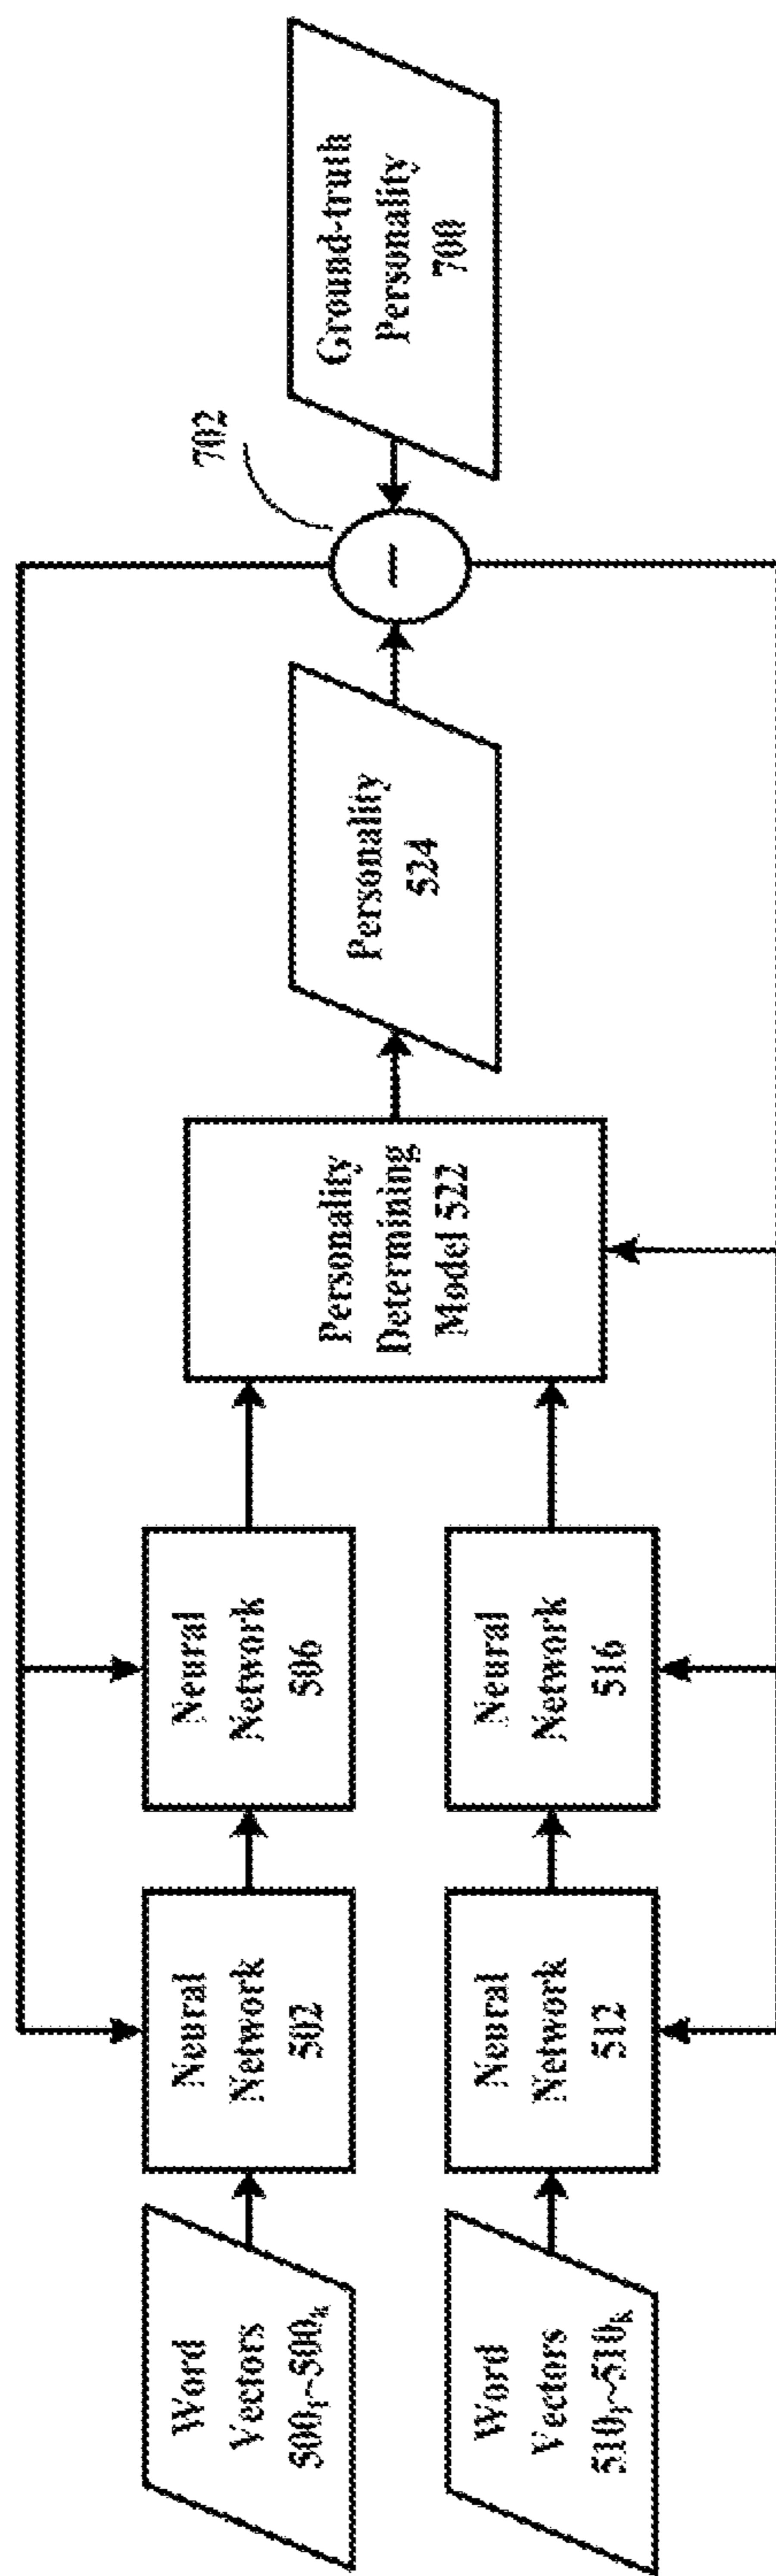 Word
Vectors
500₁~500ₖ
Neural
Network
502
Neural
Network
506
Word
Vectors
510₁~510ₖ
Neural
Network
512
Neural
Network
516
Personality
Determining
Model 522
Personality
524
702
Ground-truth
Personality
700